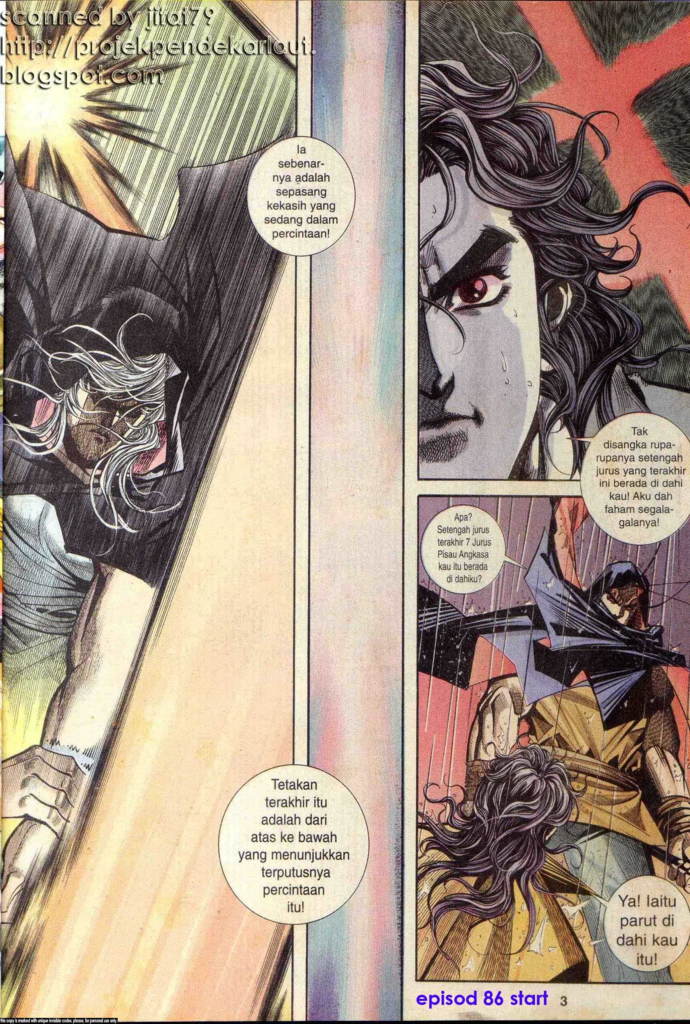 scanned by jitai79
http://projekpendekarlaut.
blogspot.com
Ia
sebenar-
nya adalah
sepasang
kekasih yang
sedang dalam
percintaan!
Tetakan
terakhir itu
adalah dari
atas ke bawah
yang menunjukkan
terputusnya
percintaan
itu!
Tak
disangka rupa-
rupanya setengah
jurus yang terakhir
ini berada di dahi
kau! Aku dah
faham segala-
galanya!
Apa?
Setengah jurus
terakhir 7 Jurus
Pisau Angkasa
kau itu berada
di dahiku?
Ya! Iaitu
parut di
dahi kau
itu!
episod 86 start
3